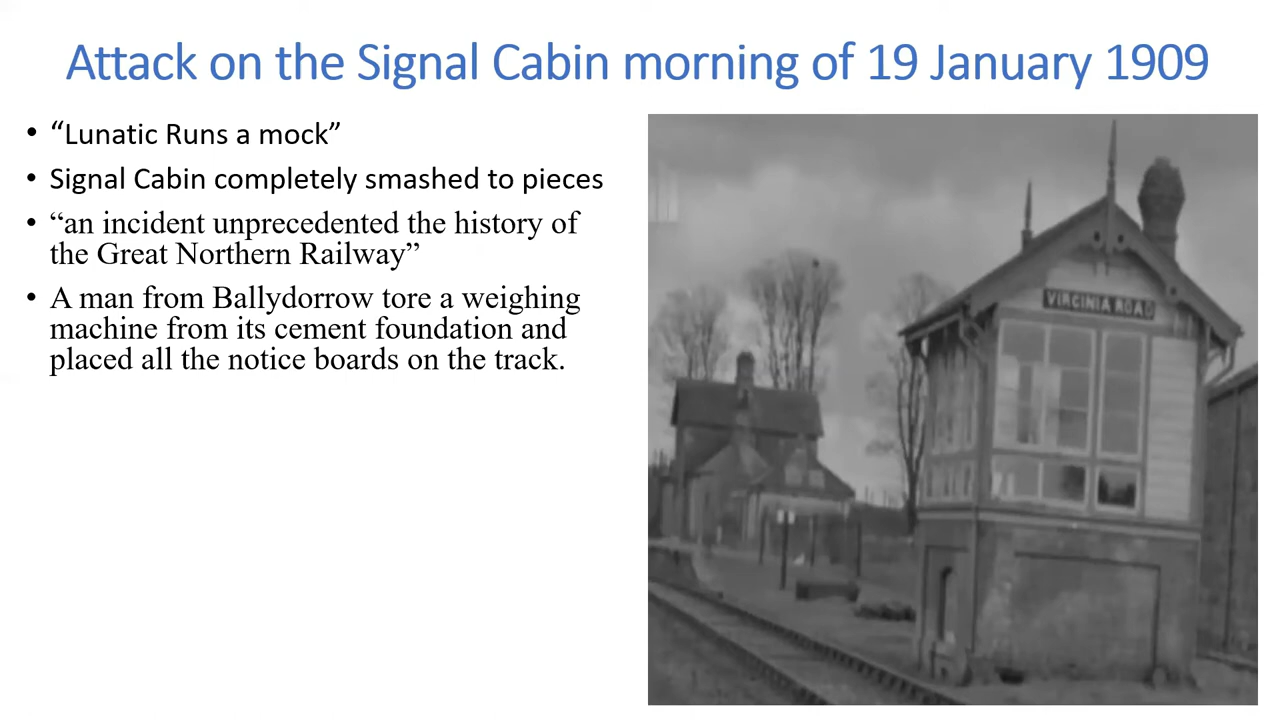 Attack on the Signal Cabin morning of 19 January 1909
• “Lunatic Runs a mock”
• Signal Cabin completely smashed to pieces
• “an incident unprecedented the history of
the Great Northern Railway”
• A man from Ballydorrow tore a weighing
machine from its cement foundation and
placed all the notice boards on the track.
VIRGINIA ROAD